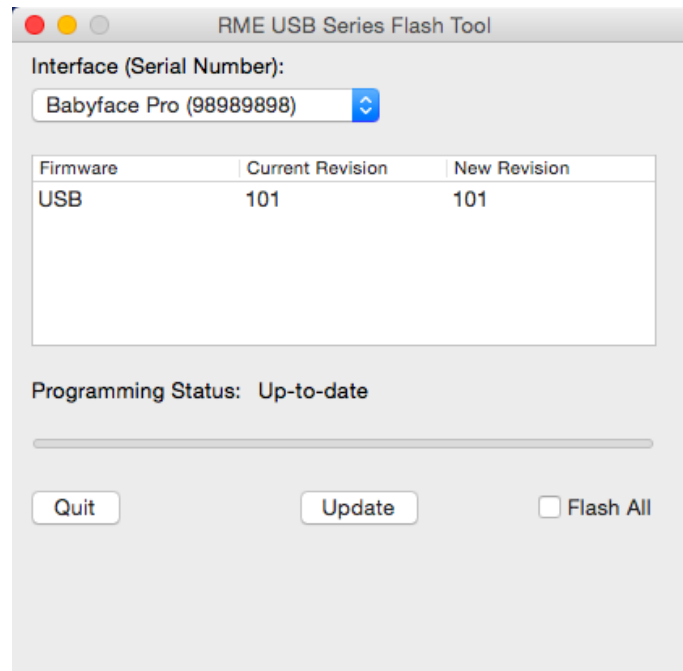 RME USB Series Flash Tool
Interface (Serial Number):
Babyface Pro (98989898)
Firmware Current Revision New Revision
USB 101 101
Programming Status: Up-to-date
Quit Update Flash All